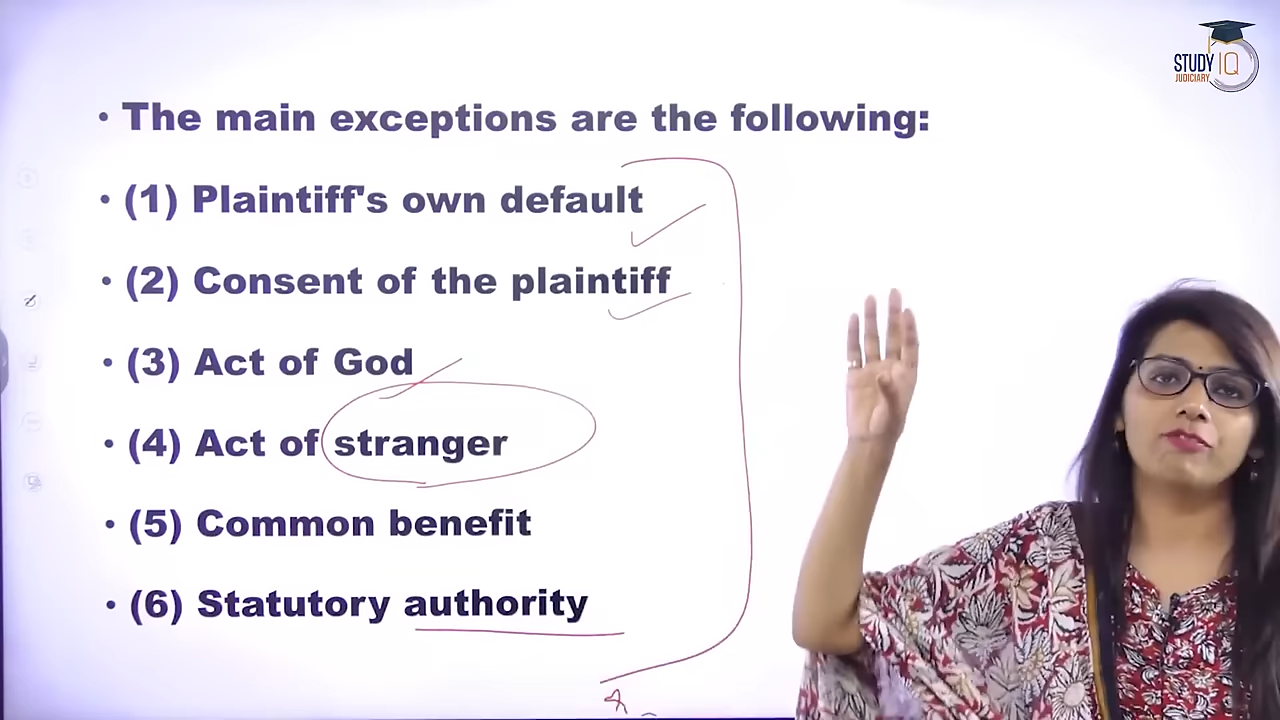 STUDY IQ
JUDICIARY
• The main exceptions are the following:
• (1) Plaintiff's own default
• (2) Consent of the plaintiff
• (3) Act of God
• (4) Act of stranger
• (5) Common benefit
• (6) Statutory authority